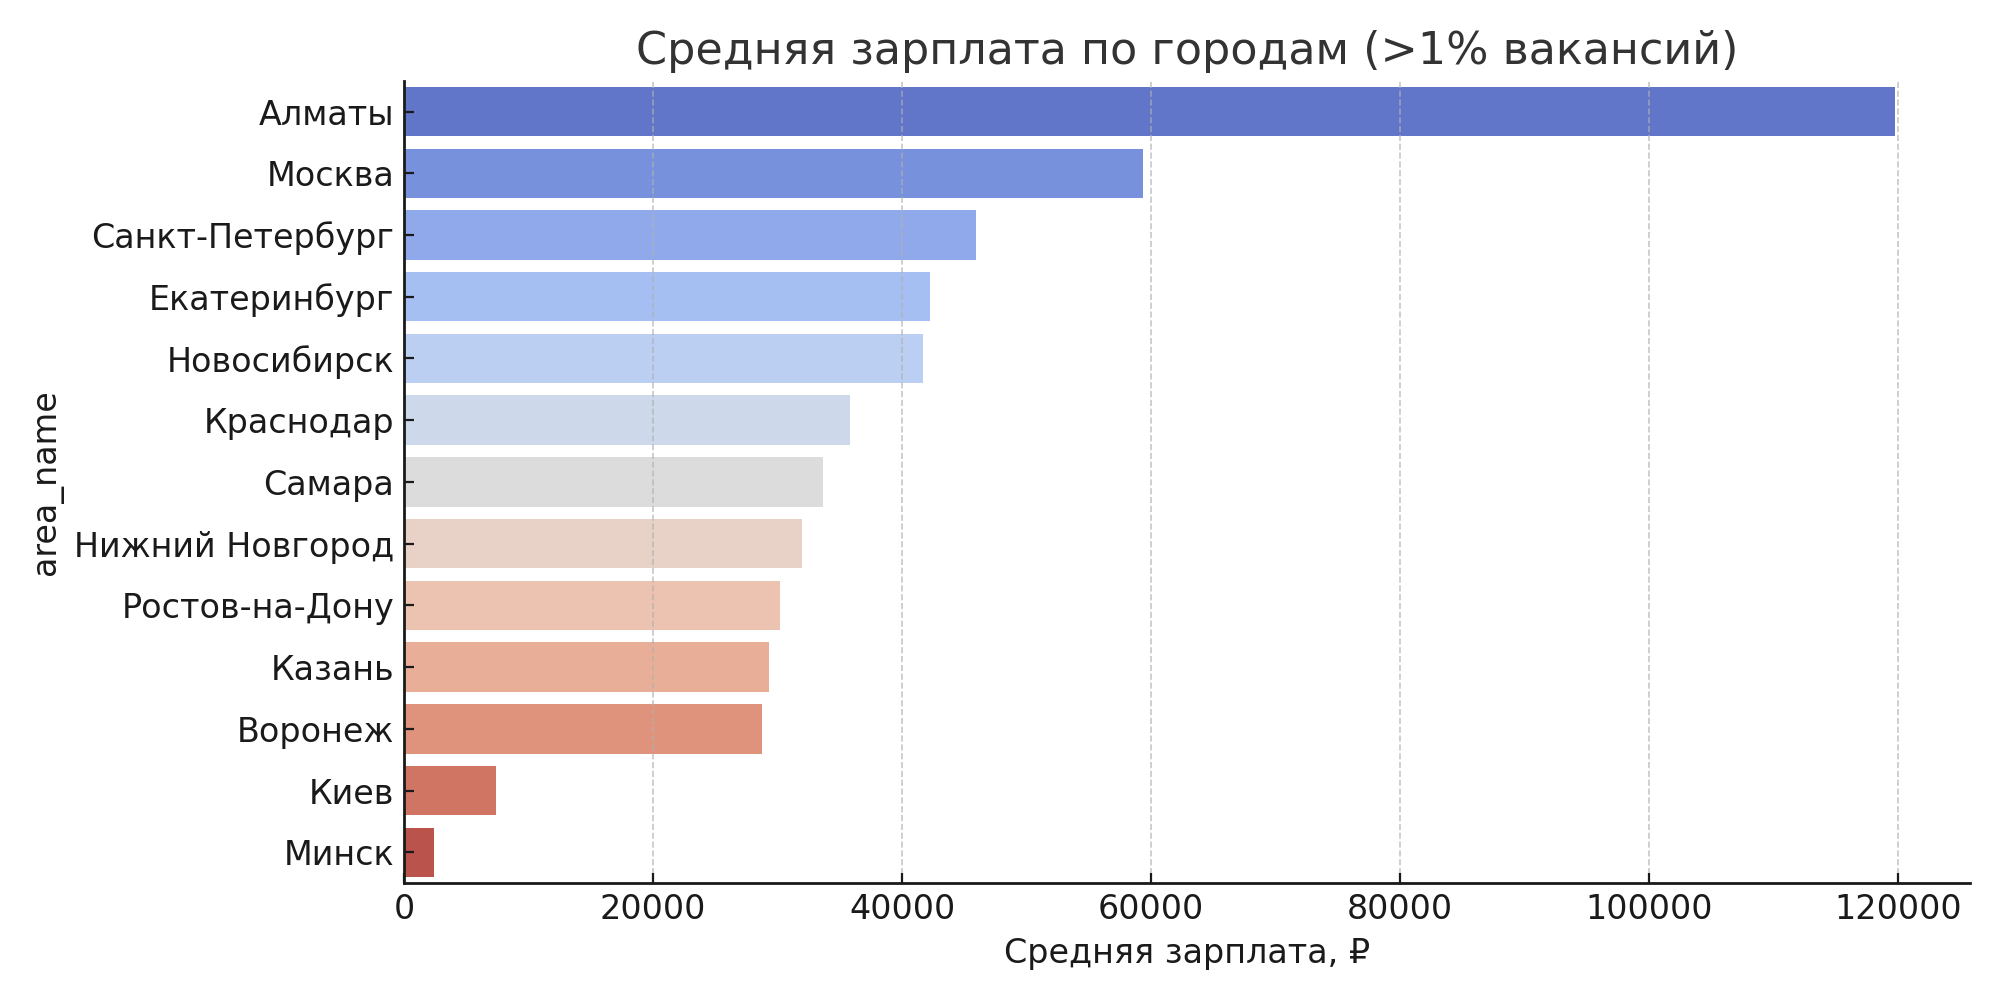 Средняя зарплата по городам (>1% вакансий)
area_name
Алматы
Москва
Санкт-Петербург
Екатеринбург
Новосибирск
Краснодар
Самара
Нижний Новгород
Ростов-на-Дону
Казань
Воронеж
Киев
Минск
0 20000 40000 60000 80000 100000 120000
Средняя зарплата, ₽